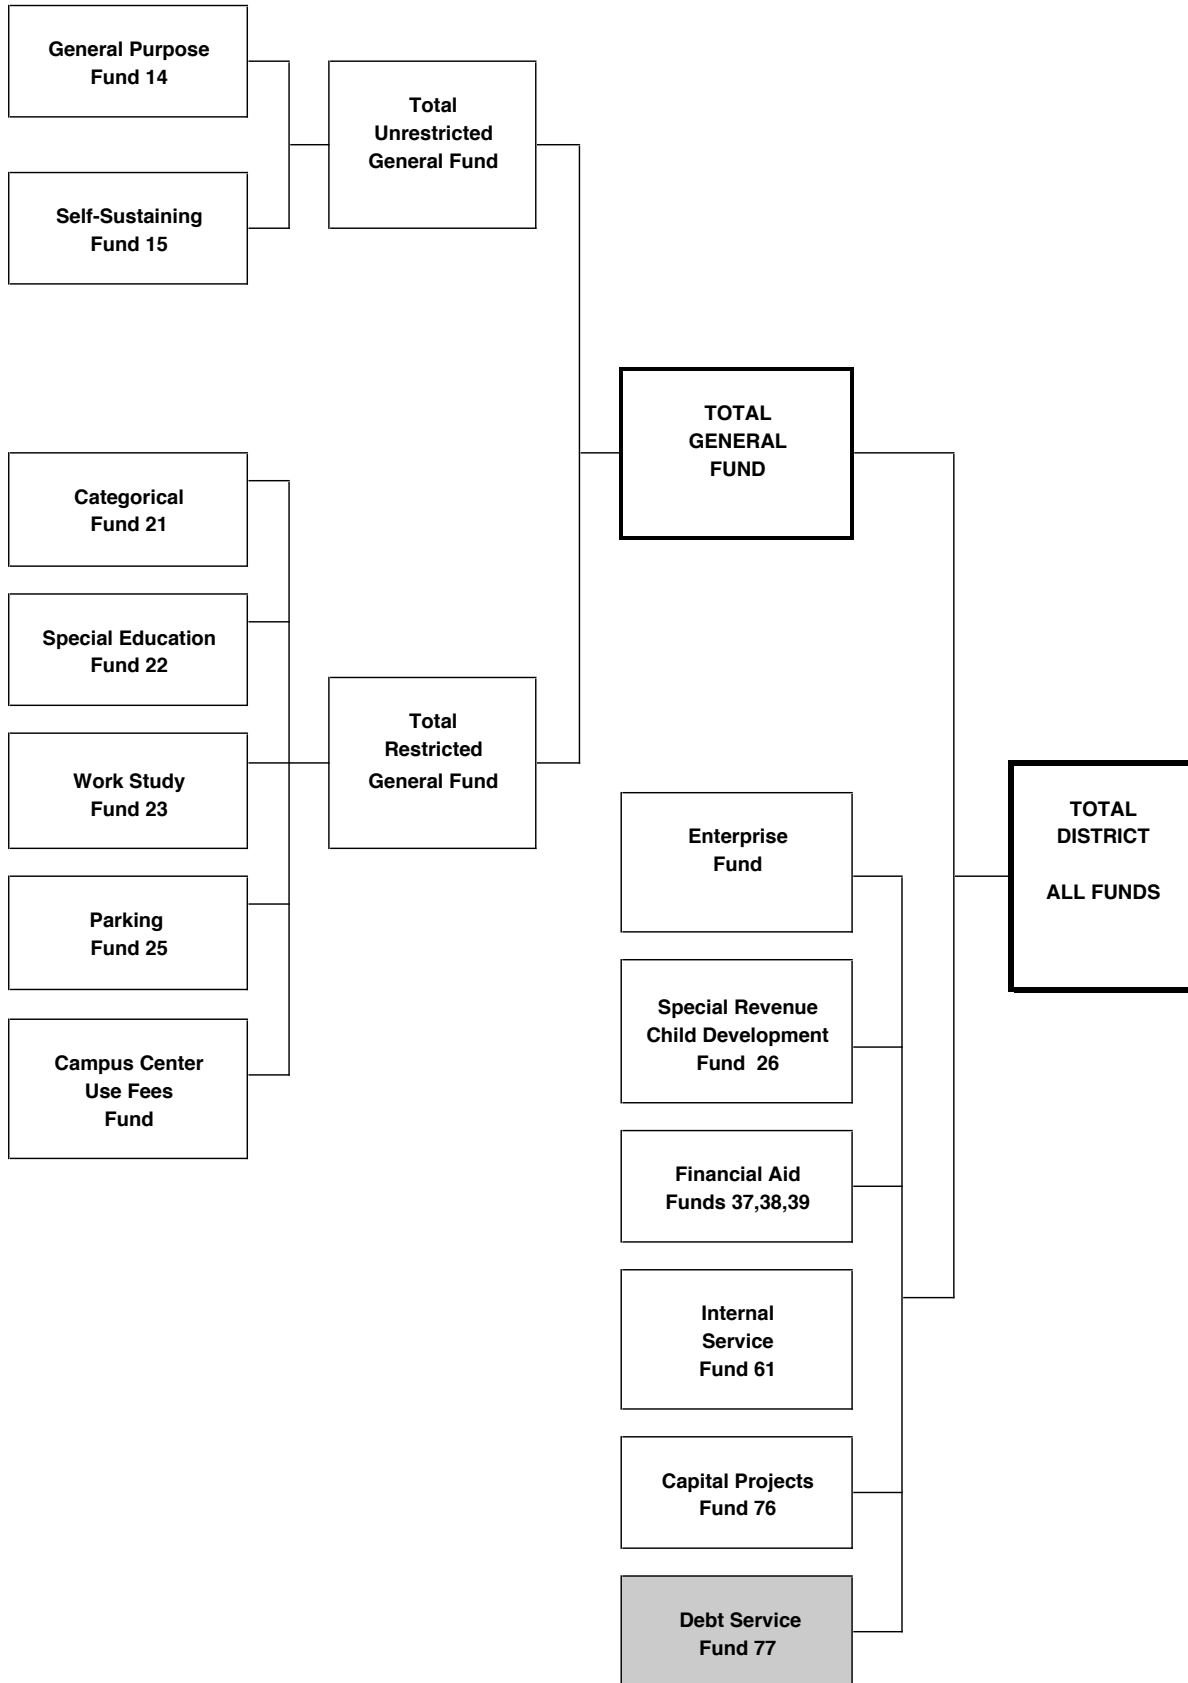 General Purpose
Fund 14
Self-Sustaining
Fund 15
Total
Unrestricted
General Fund
Categorical
Fund 21
Special Education
Fund 22
Work Study
Fund 23
Parking
Fund 25
Campus Center
Use Fees
Fund
Total
Restricted
General Fund
TOTAL
GENERAL
FUND
Enterprise
Fund
Special Revenue
Child Development
Fund  26
Financial Aid
Funds 37,38,39
Internal
Service
Fund 61
Capital Projects
Fund 76
Debt Service
Fund 77
TOTAL
DISTRICT
ALL FUNDS